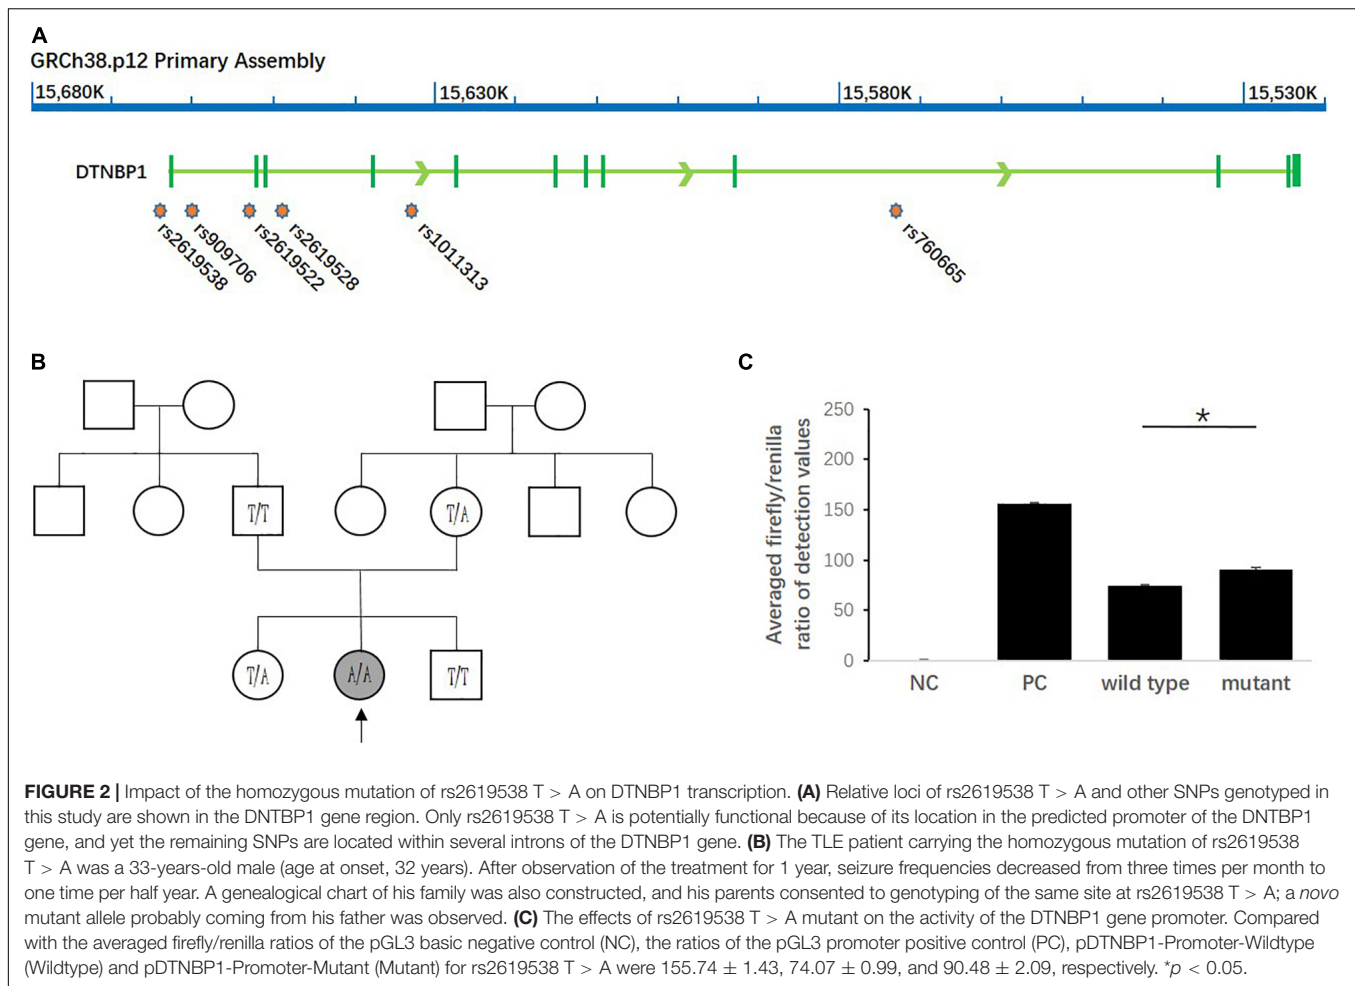 A
GRCh38.p12 Primary Assembly
15,680K 15,630K 15,580K 15,530K
DTNBP1
rs2619538 rs909706 rs2619522 rs2619528 rs1011313 rs760665
B
T/T T/A
T/A A/A T/T
C
Averaged firefly/renilla
ratio of detection values
250
200
150
100
50
0
*
NC PC wild type mutant
FIGURE 2 | Impact of the homozygous mutation of rs2619538 T > A on DTNBP1 transcription. (A) Relative loci of rs2619538 T > A and other SNPs genotyped in
this study are shown in the DNTBP1 gene region. Only rs2619538 T > A is potentially functional because of its location in the predicted promoter of the DNTBP1
gene, and yet the remaining SNPs are located within several introns of the DTNBP1 gene. (B) The TLE patient carrying the homozygous mutation of rs2619538
T > A was a 33-years-old male (age at onset, 32 years). After observation of the treatment for 1 year, seizure frequencies decreased from three times per month to
one time per half year. A genealogical chart of his family was also constructed, and his parents consented to genotyping of the same site at rs2619538 T > A; a novo
mutant allele probably coming from his father was observed. (C) The effects of rs2619538 T > A mutant on the activity of the DTNBP1 gene promoter. Compared
with the averaged firefly/renilla ratios of the pGL3 basic negative control (NC), the ratios of the pGL3 promoter positive control (PC), pDTNBP1-Promoter-Wildtype
(Wildtype) and pDTNBP1-Promoter-Mutant (Mutant) for rs2619538 T > A were 155.74 ± 1.43, 74.07 ± 0.99, and 90.48 ± 2.09, respectively. *p < 0.05.